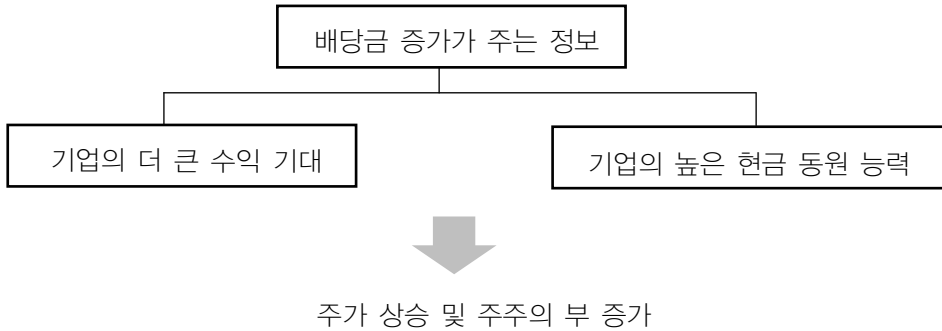 배당금 증가가 주는 정보
기업의 더 큰 수익 기대
기업의 높은 현금 동원 능력
주가 상승 및 주주의 부 증가